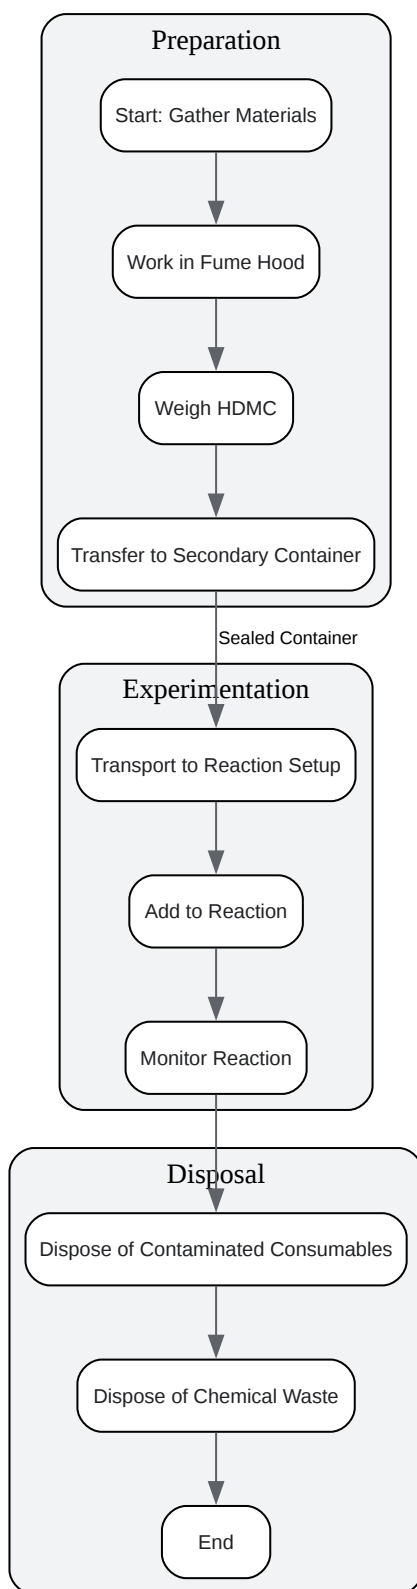 Preparation
Start: Gather Materials
Work in Fume Hood
Weigh HDMC
Transfer to Secondary Container
Sealed Container
Experimentation
Transport to Reaction Setup
Add to Reaction
Monitor Reaction
Disposal
Dispose of Contaminated Consumables
Dispose of Chemical Waste
End